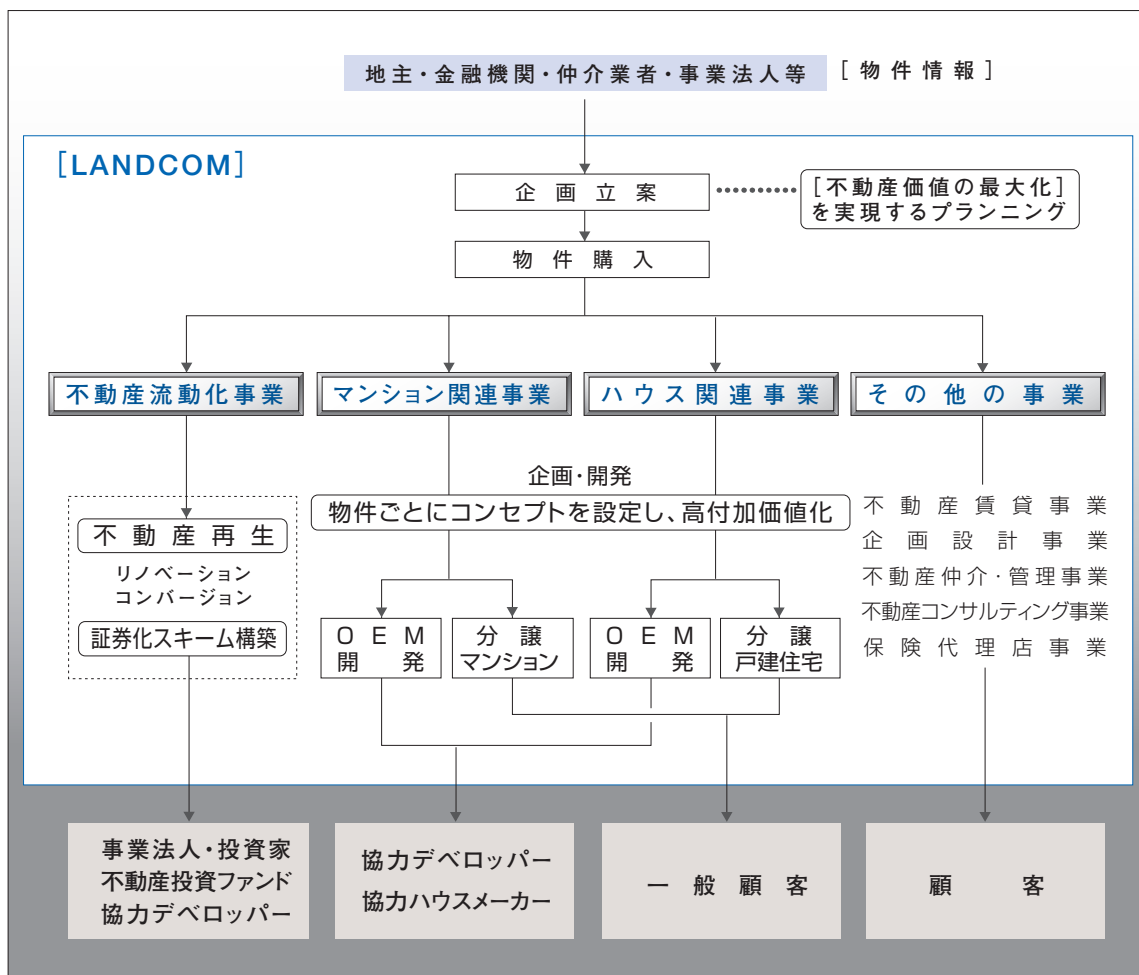 地主・金融機関・仲介業者・事業法人等 [物件情報]
[LANDCOM]
企画立案
[不動産価値の最大化]
を実現するプランニング
物件購入
不動産流動化事業
マンション関連事業
ハウス関連事業
その他の事業
企画・開発
物件ごとにコンセプトを設定し、高付加価値化
不動産再生
リノベーション
コンバージョン
証券化スキーム構築
OEM
開発
分譲
マンション
OEM
開発
分譲
戸建住宅
不動産賃貸事業
企画設計事業
不動産仲介・管理事業
不動産コンサルティング事業
保険代理店事業
事業法人・投資家
不動産投資ファンド
協力デベロッパー
協力デベロッパー
協力ハウスメーカー
一般顧客
顧客